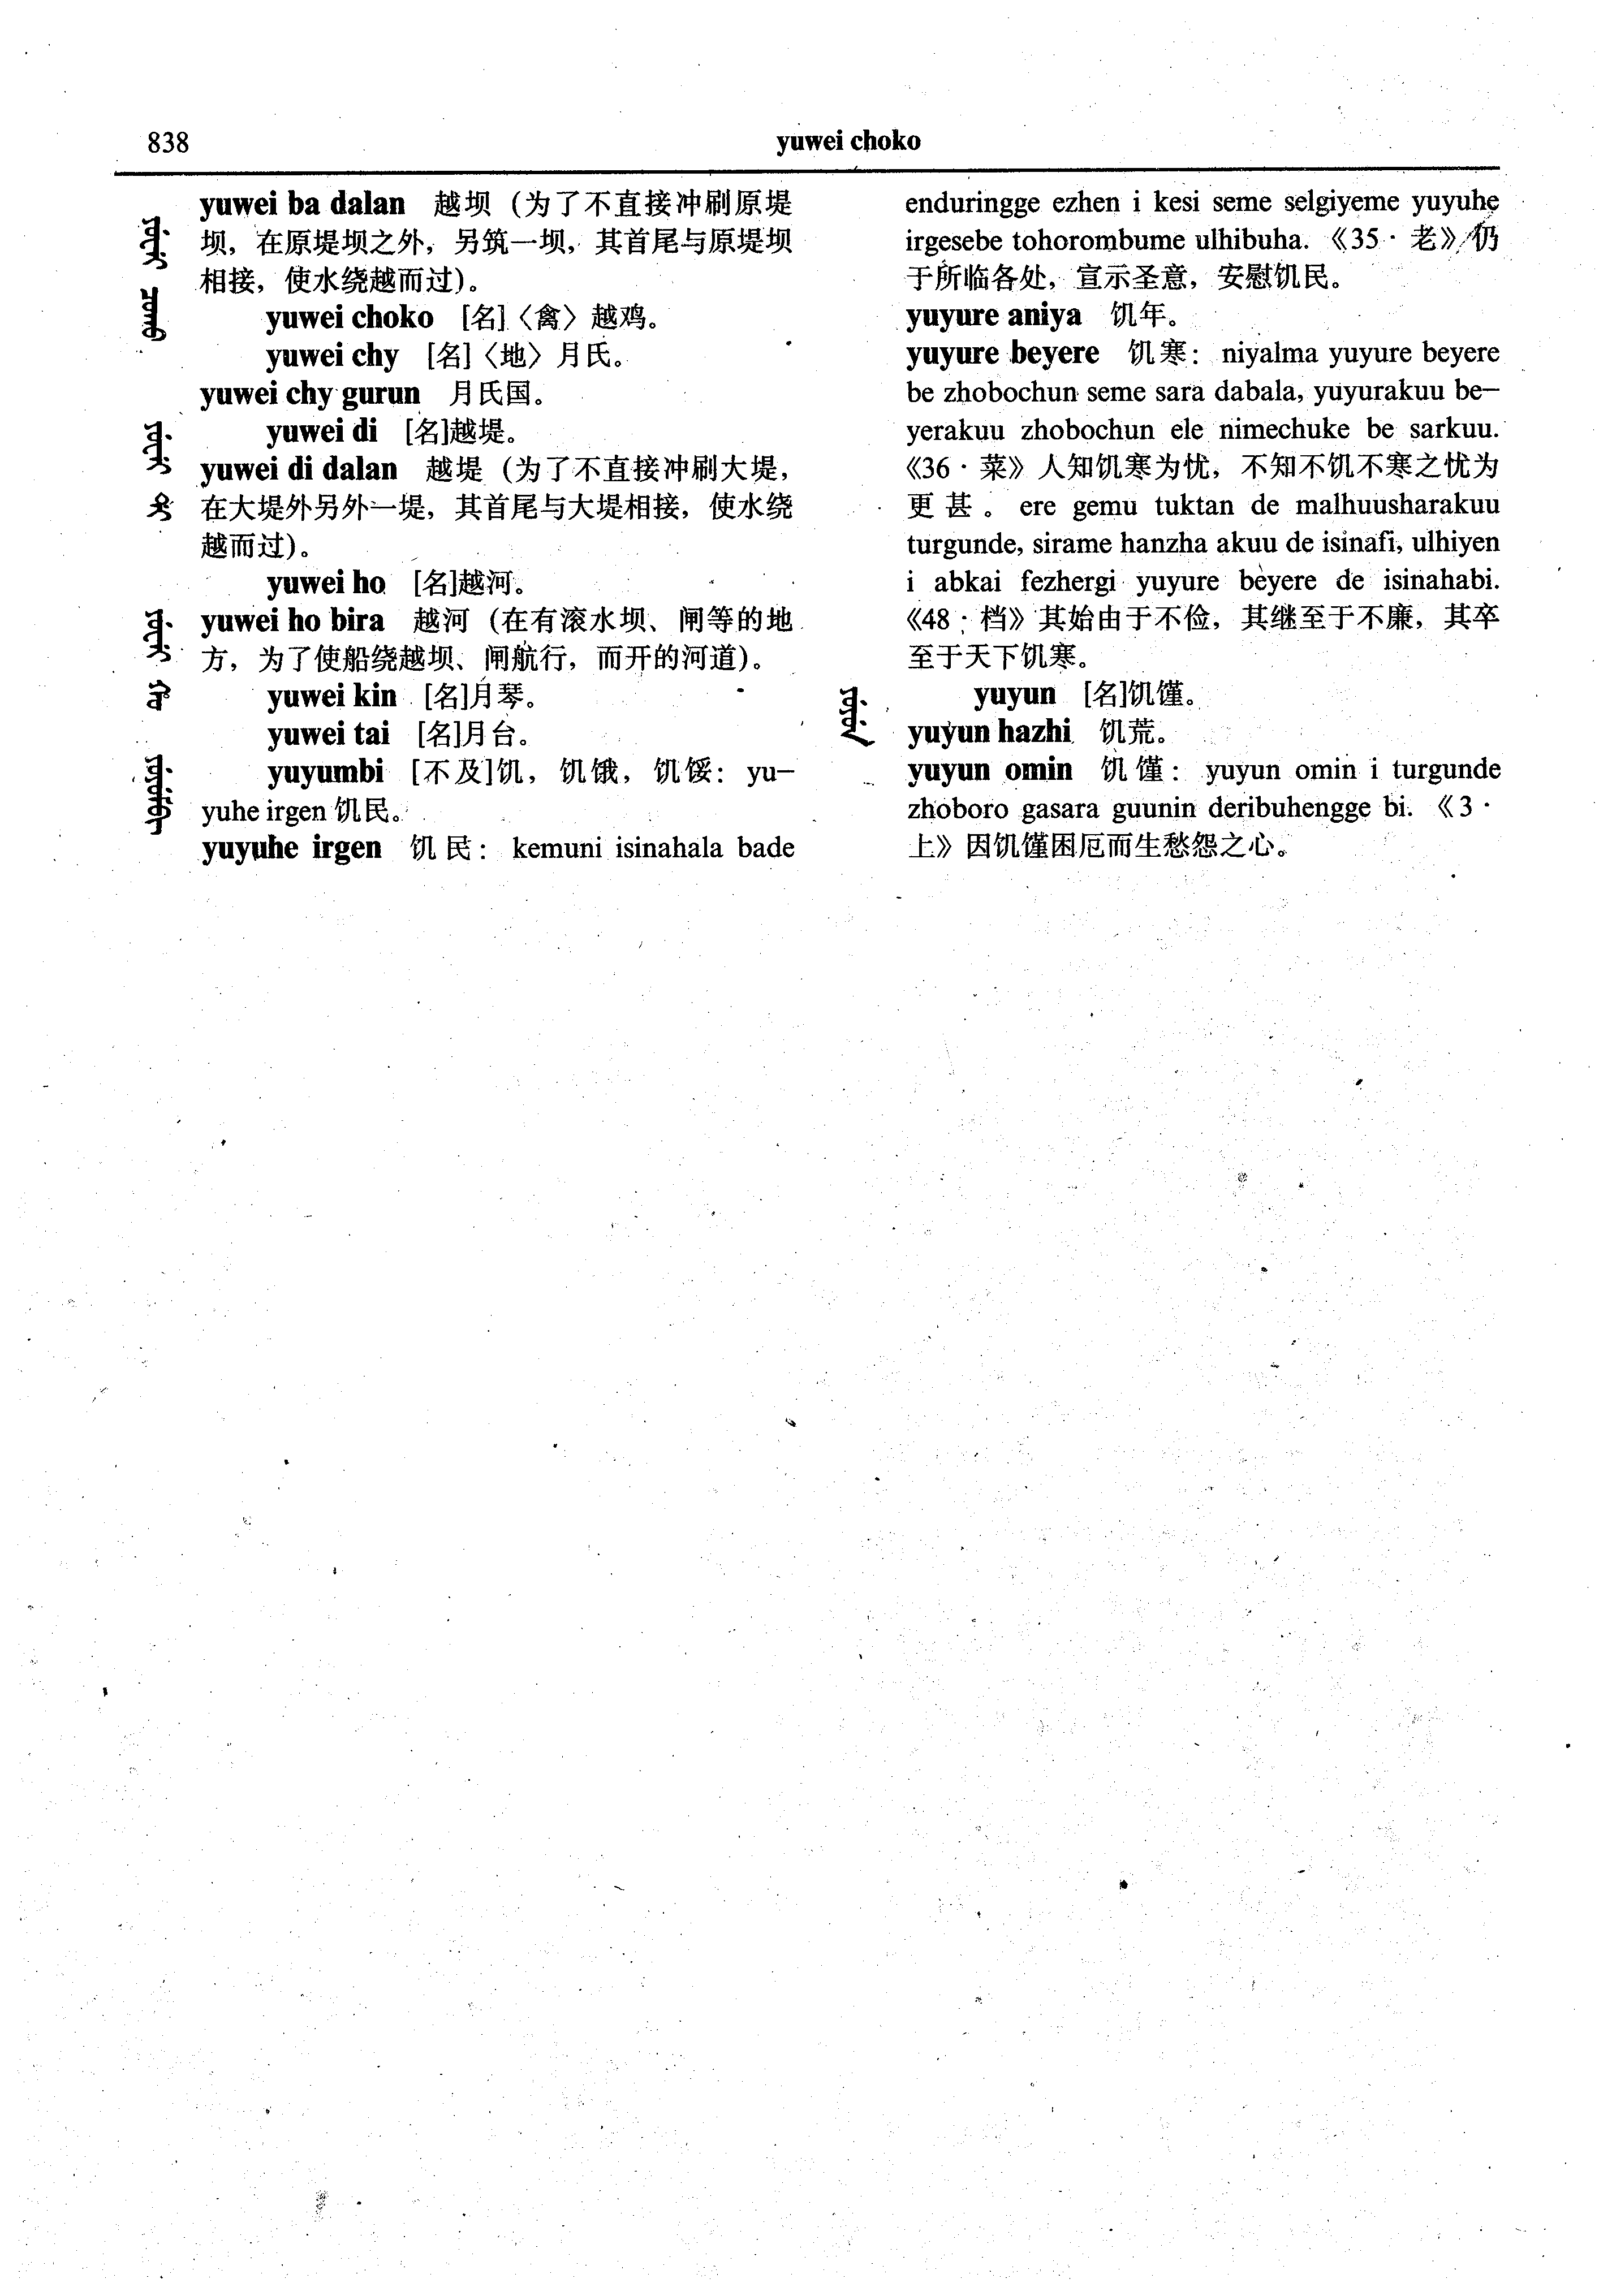 838
yuwei choko
yuwei ba dalan 越坝（为了不直接冲刷原堤
坝，在原堤坝之外，另筑一坝，其首尾与原堤坝
相接，使水绕越而过）。
yuwei choko [名]〈禽〉越鸡。
yuwei chy [名]〈地〉月氏。
yuwei chy gurun 月氏国。
yuwei di [名]越堤。
yuwei di dalan 越堤（为了不直接冲刷大堤，
在大堤外另外一堤，其首尾与大堤相接，使水绕
越而过）。
yuwei ho [名]越河。
yuwei ho bira 越河（在有滚水坝、闸等的地
方，为了使船绕越坝、闸航行，而开的河道）。
yuwei kin [名]月琴。
yuwei tai [名]月台。
yuyumbi [不及]饥，饥饿，饥馁：yu—
yuhe irgen 饥民。
yuyuhe irgen 饥民：kemuni isinahala bade
enduringge ezhen i kesi seme selgiyeme yuyuhe
irgesebe tohorombume ulhibuha.《35·老》仍
于所临各处，宣示圣意，安慰饥民。
yuyure aniya 饥年。
yuyure beyere 饥寒：niyalma yuyure beyere
be zhobochun seme sara dabala, yuyurakuu be—
yerakuu zhobochun ele nimechuke be sarkuu.
《36·菜》人知饥寒为忧，不知不饥不寒之忧为
更甚。ere gemu tuktan de malhuusharakuu
turgunde, sirame hanzha akuu de isinafi, ulhiyen
i abkai fezhergi yuyure beyere de isinahabi.
《48·档》其始由于不俭，其继至于不廉，其卒
至于天下饥寒。
yuyun [名]饥馑。
yuyun hazhi 饥荒。
yuyun omin 饥馑：yuyun omin i turgunde
zhoboro gasara guunin deribuhengge bi.《3·
上》因饥馑困厄而生愁怨之心。